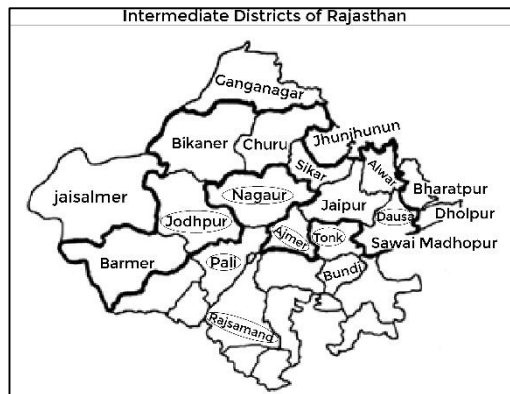 Intermediate Districts of Rajasthan
Ganganagar
Bikaner
Churu
Jhunjhunun
Sikar
Alwar
jaisalmer
Nagaur
Jaipur
Bharatpur
Jodhpur
Dausa
Dholpur
Ajmer
Tonk
Sawai Madhopur
Barmer
Pali
Bundi
Rajsamand